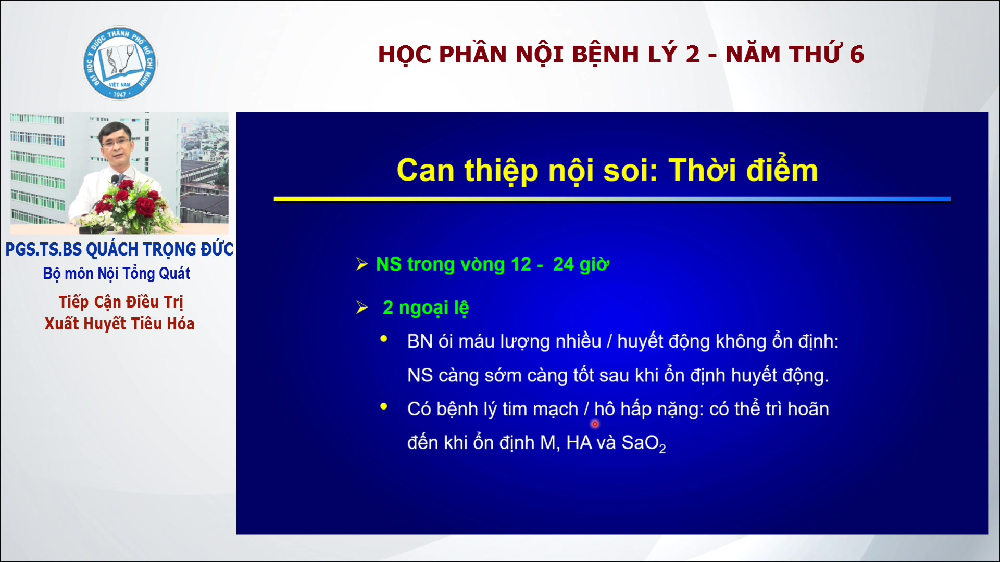 ĐẠI HỌC Y DƯỢC THÀNH PHỐ HỒ CHÍ MINH
VIỆT NAM
1947
HỌC PHẦN NỘI BỆNH LÝ 2 - NĂM THỨ 6
PGS.TS.BS QUÁCH TRỌNG ĐỨC
Bộ môn Nội Tổng Quát
Tiếp Cận Điều Trị
Xuất Huyết Tiêu Hóa
Can thiệp nội soi: Thời điểm
NS trong vòng 12 - 24 giờ
2 ngoại lệ
BN ói máu lượng nhiều / huyết động không ổn định:
NS càng sớm càng tốt sau khi ổn định huyết động.
Có bệnh lý tim mạch / hô hấp nặng: có thể trì hoãn
đến khi ổn định M, HA và SaO₂